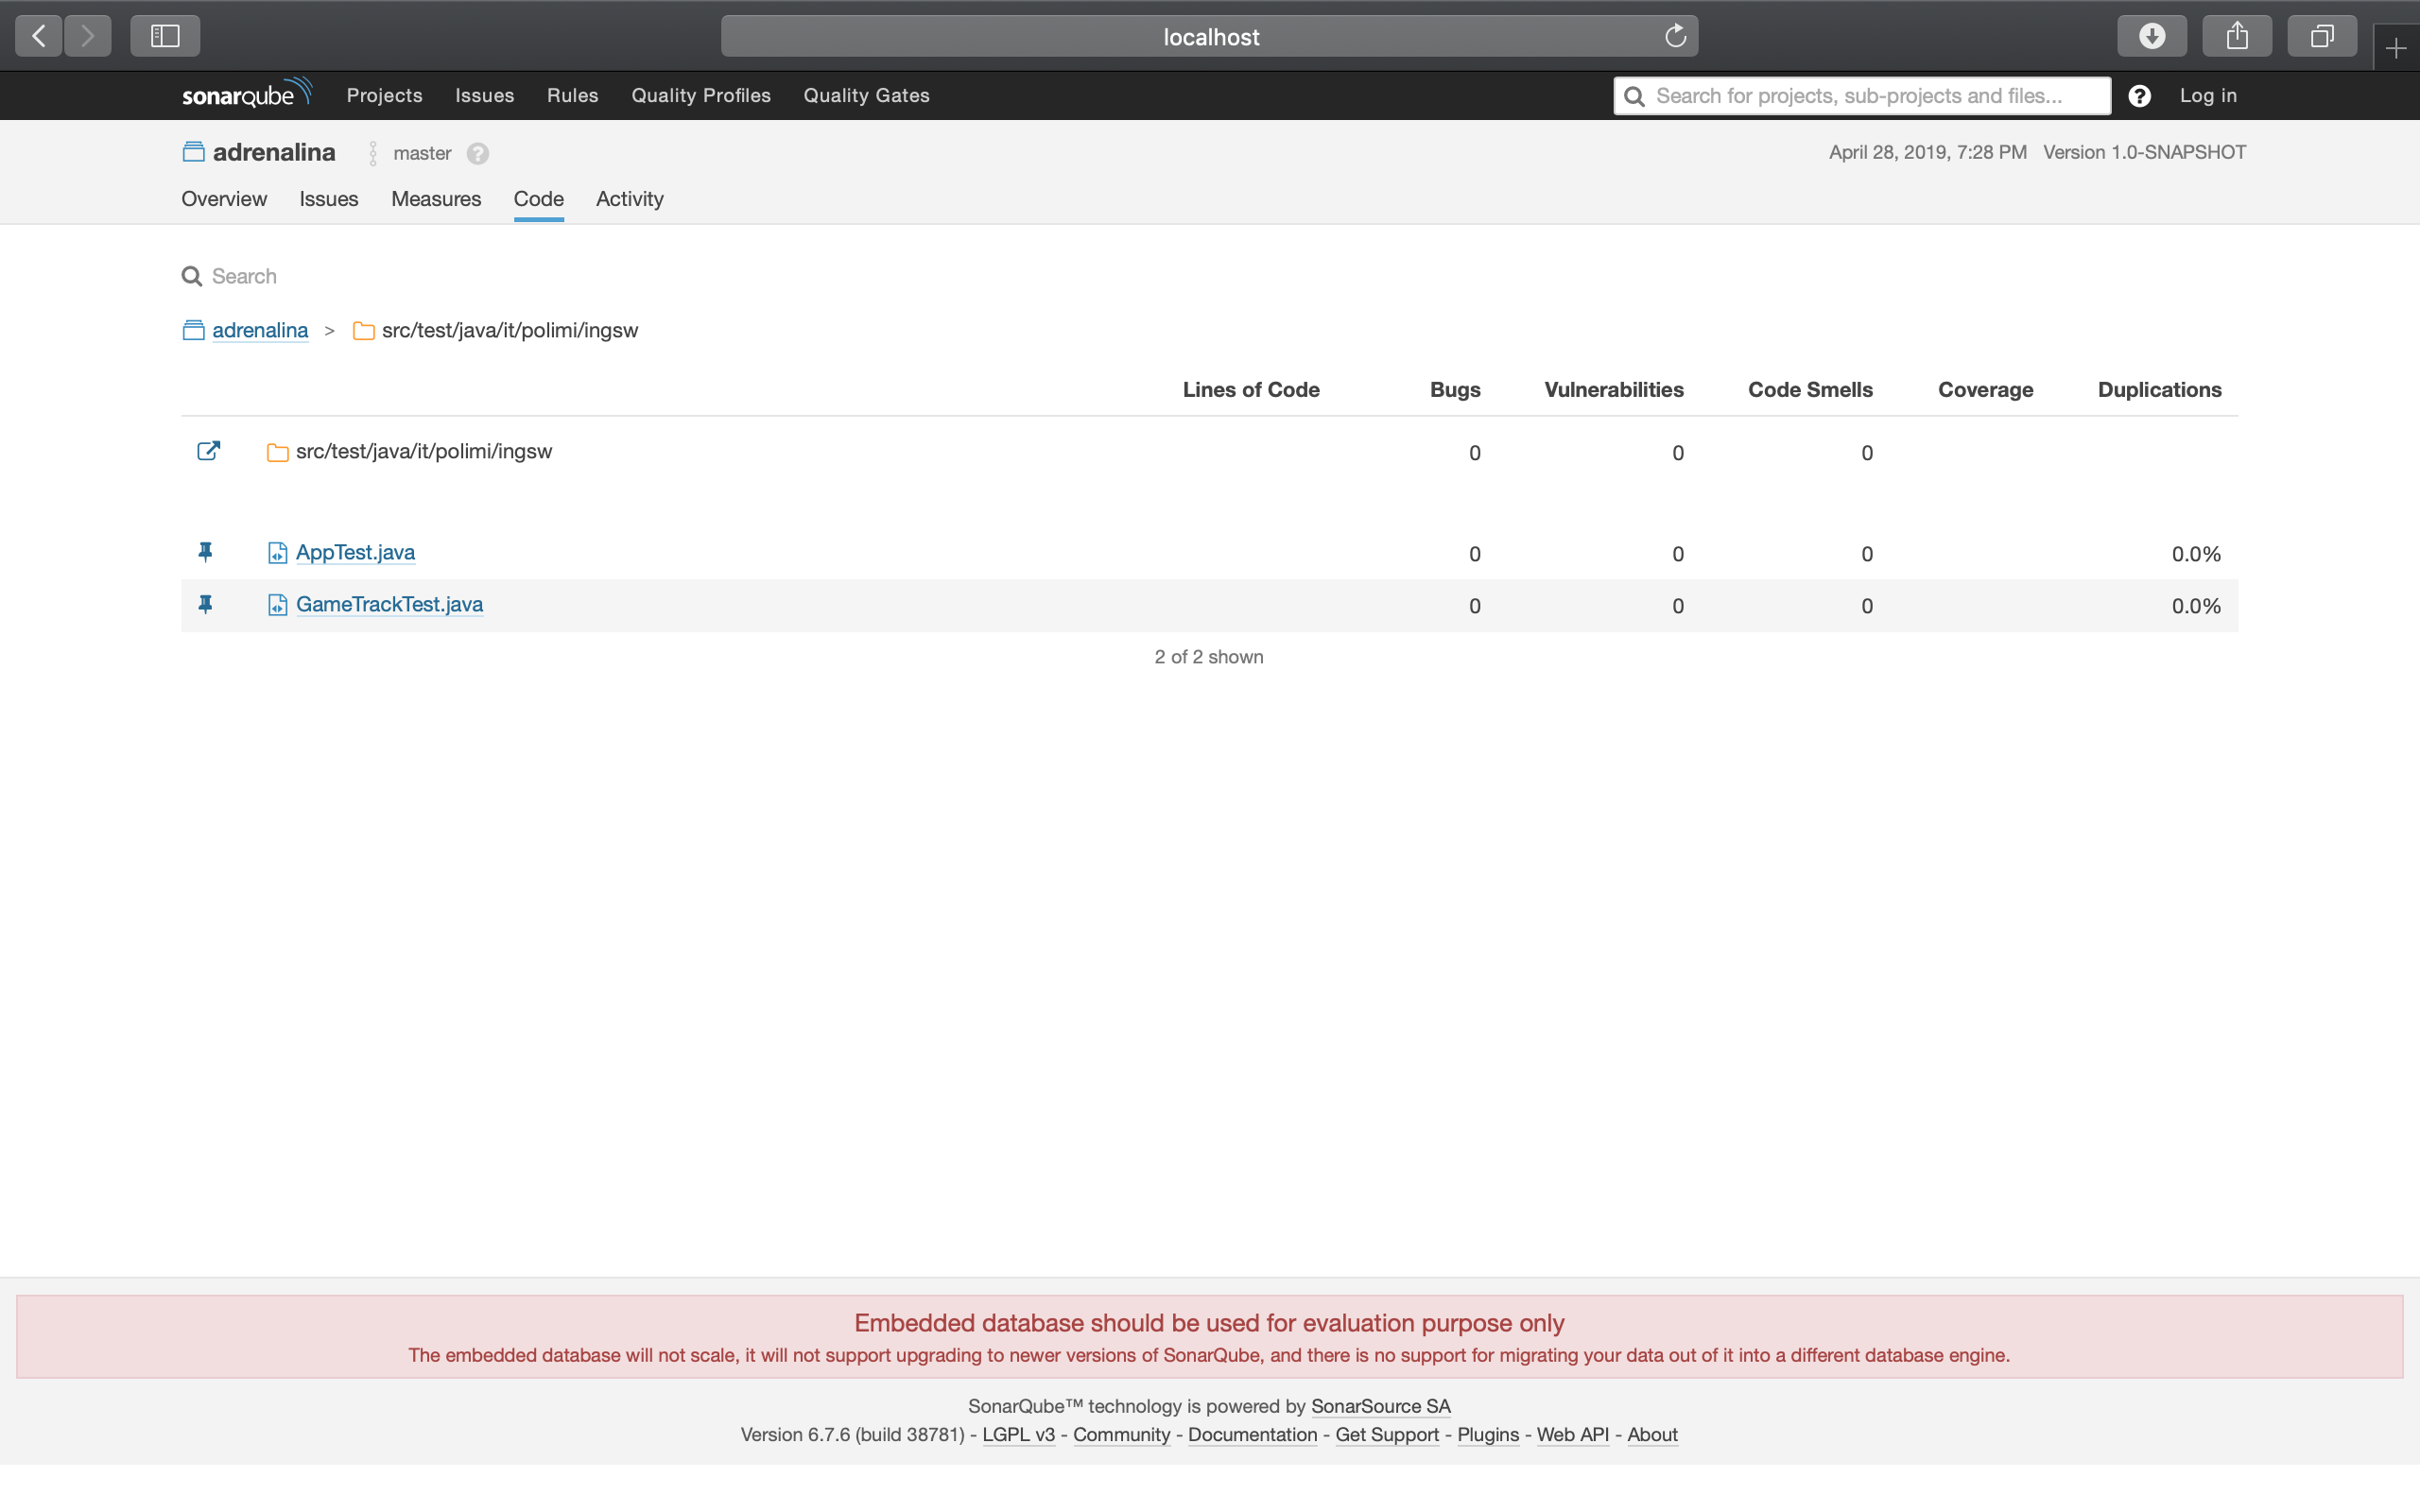 localhost
sonarqube Projects Issues Rules Quality Profiles Quality Gates Search for projects, sub-projects and files... ? Log in
adrenalina master ? April 28, 2019, 7:28 PM Version 1.0-SNAPSHOT
Overview Issues Measures Code Activity
Search
adrenalina > src/test/java/it/polimi/ingsw
Lines of Code Bugs Vulnerabilities Code Smells Coverage Duplications
src/test/java/it/polimi/ingsw 0 0 0
AppTest.java 0 0 0 0.0%
GameTrackTest.java 0 0 0 0.0%
2 of 2 shown
Embedded database should be used for evaluation purpose only
The embedded database will not scale, it will not support upgrading to newer versions of SonarQube, and there is no support for migrating your data out of it into a different database engine.
SonarQube™ technology is powered by SonarSource SA
Version 6.7.6 (build 38781) - LGPL v3 - Community - Documentation - Get Support - Plugins - Web API - About